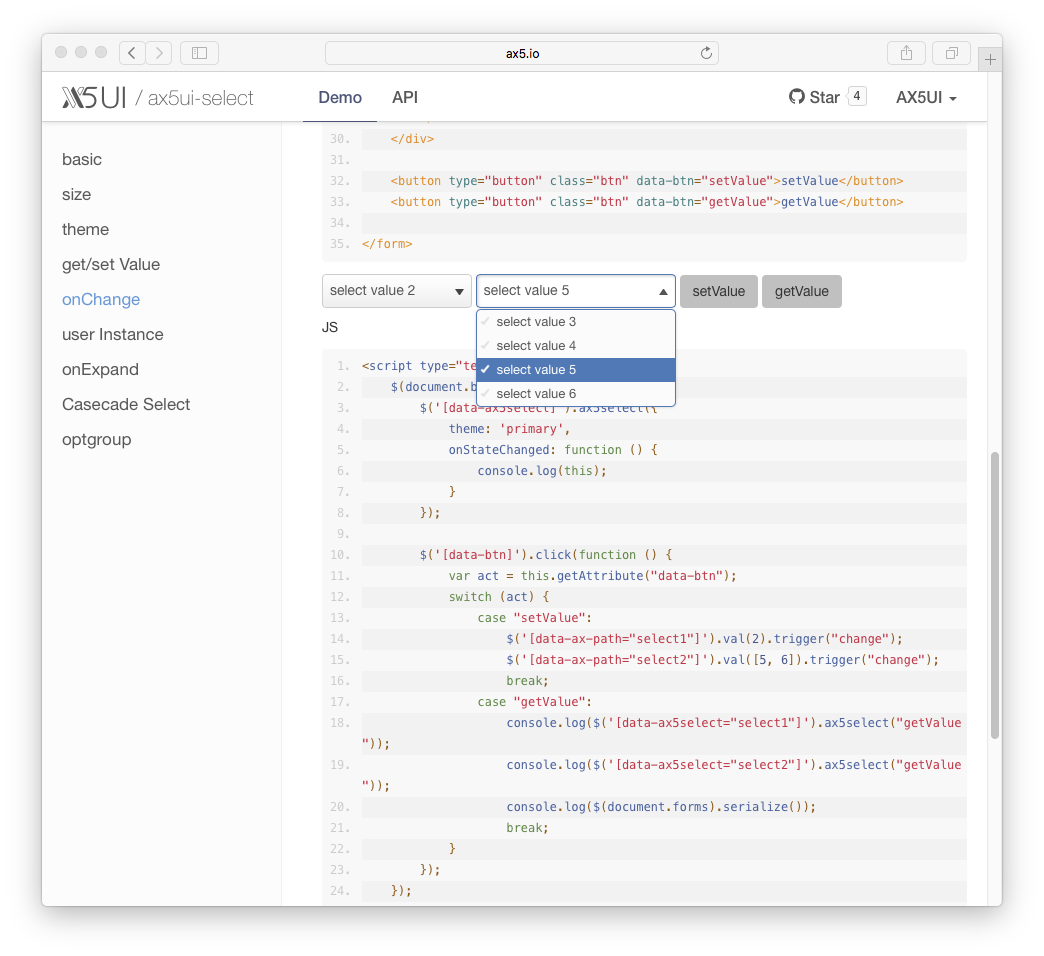 ax5.io
AX5UI / ax5ui-select
Demo
API
Star
4
AX5UI
basic
size
theme
get/set Value
onChange
user Instance
onExpand
Casecade Select
optgroup
30. </div>
31.
32. <button type="button" class="btn" data-btn="setValue">setValue</button>
33. <button type="button" class="btn" data-btn="getValue">getValue</button>
34.
35. </form>
select value 2
select value 5
setValue
getValue
select value 3
select value 4
select value 5
select value 6
JS
1. <script type="te
2. $(document.b
3. $('[data-ax5select]').ax5select({
4. theme: 'primary',
5. onStateChanged: function () {
6. console.log(this);
7. }
8. });
9.
10. $('[data-btn]').click(function () {
11. var act = this.getAttribute("data-btn");
12. switch (act) {
13. case "setValue":
14. $('[data-ax-path="select1"]').val(2).trigger("change");
15. $('[data-ax-path="select2"]').val([5, 6]).trigger("change");
16. break;
17. case "getValue":
18. console.log($('[data-ax5select="select1"]').ax5select("getValue
"));
19. console.log($('[data-ax5select="select2"]').ax5select("getValue
"));
20. console.log($(document.forms).serialize());
21. break;
22. }
23. });
24. });